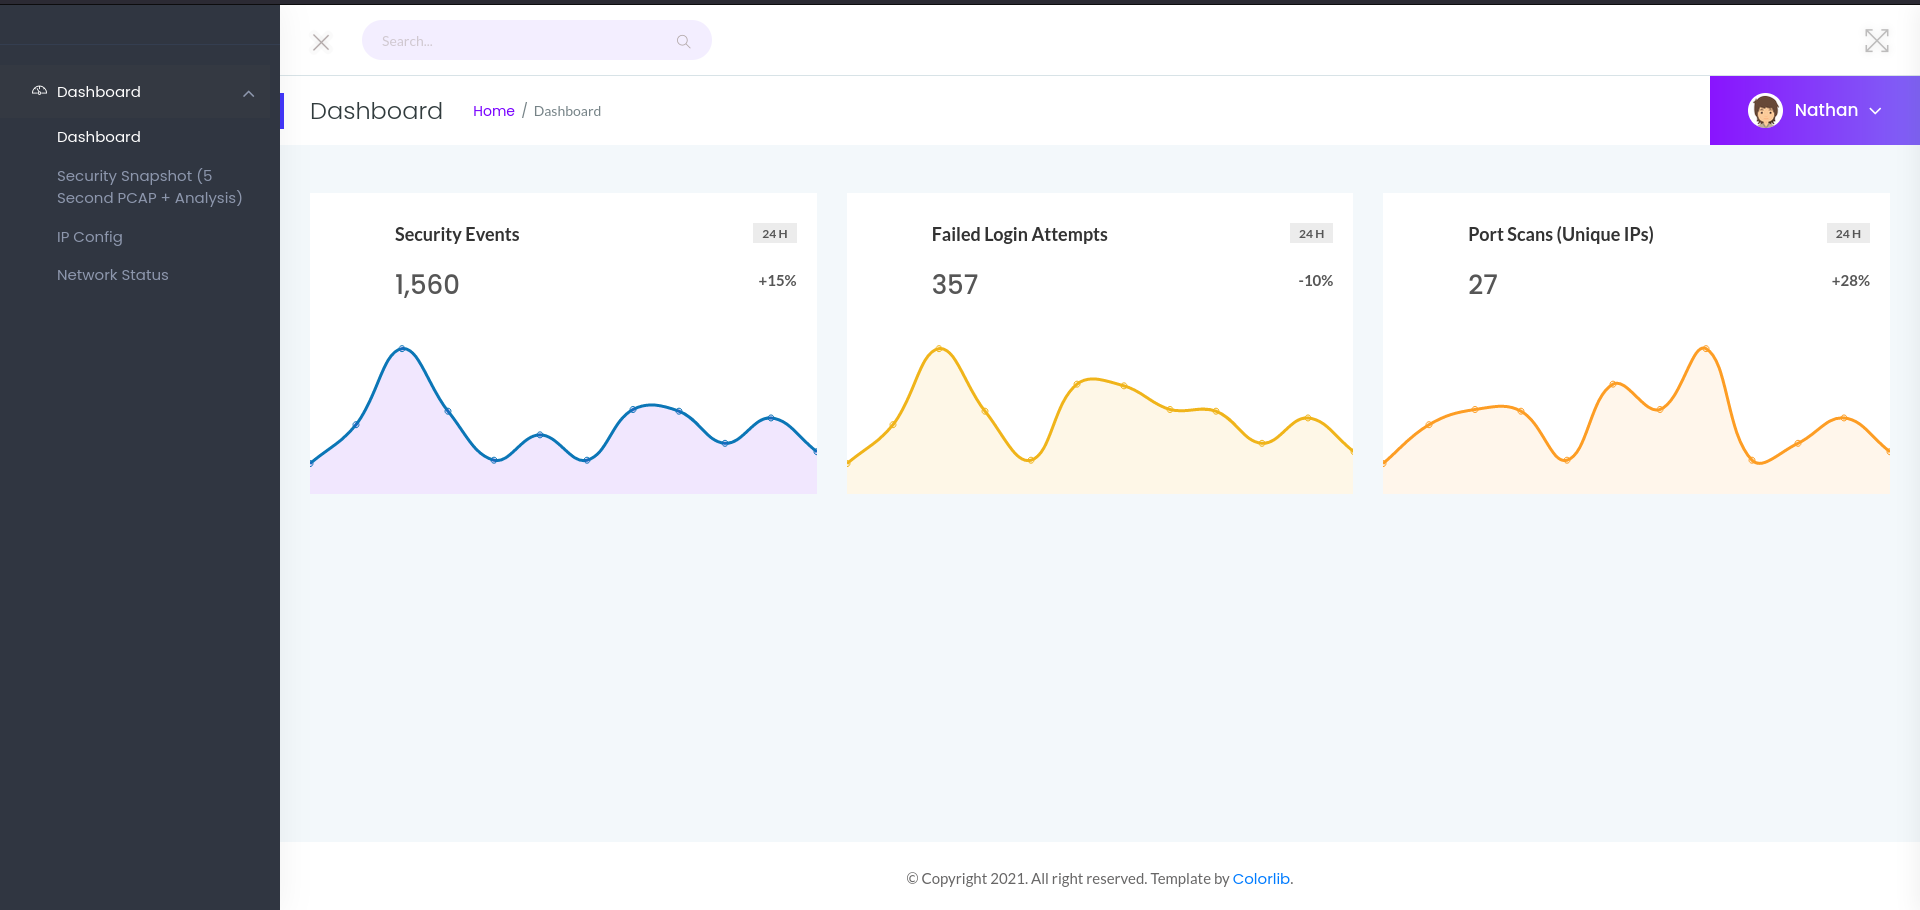 Search...
Dashboard
Dashboard
Security Snapshot (5
Second PCAP + Analysis)
IP Config
Network Status
Dashboard
Home / Dashboard
Nathan
Security Events
24 H
1,560
+15%
Failed Login Attempts
24 H
357
-10%
Port Scans (Unique IPs)
24 H
27
+28%
© Copyright 2021. All right reserved. Template by Colorlib.